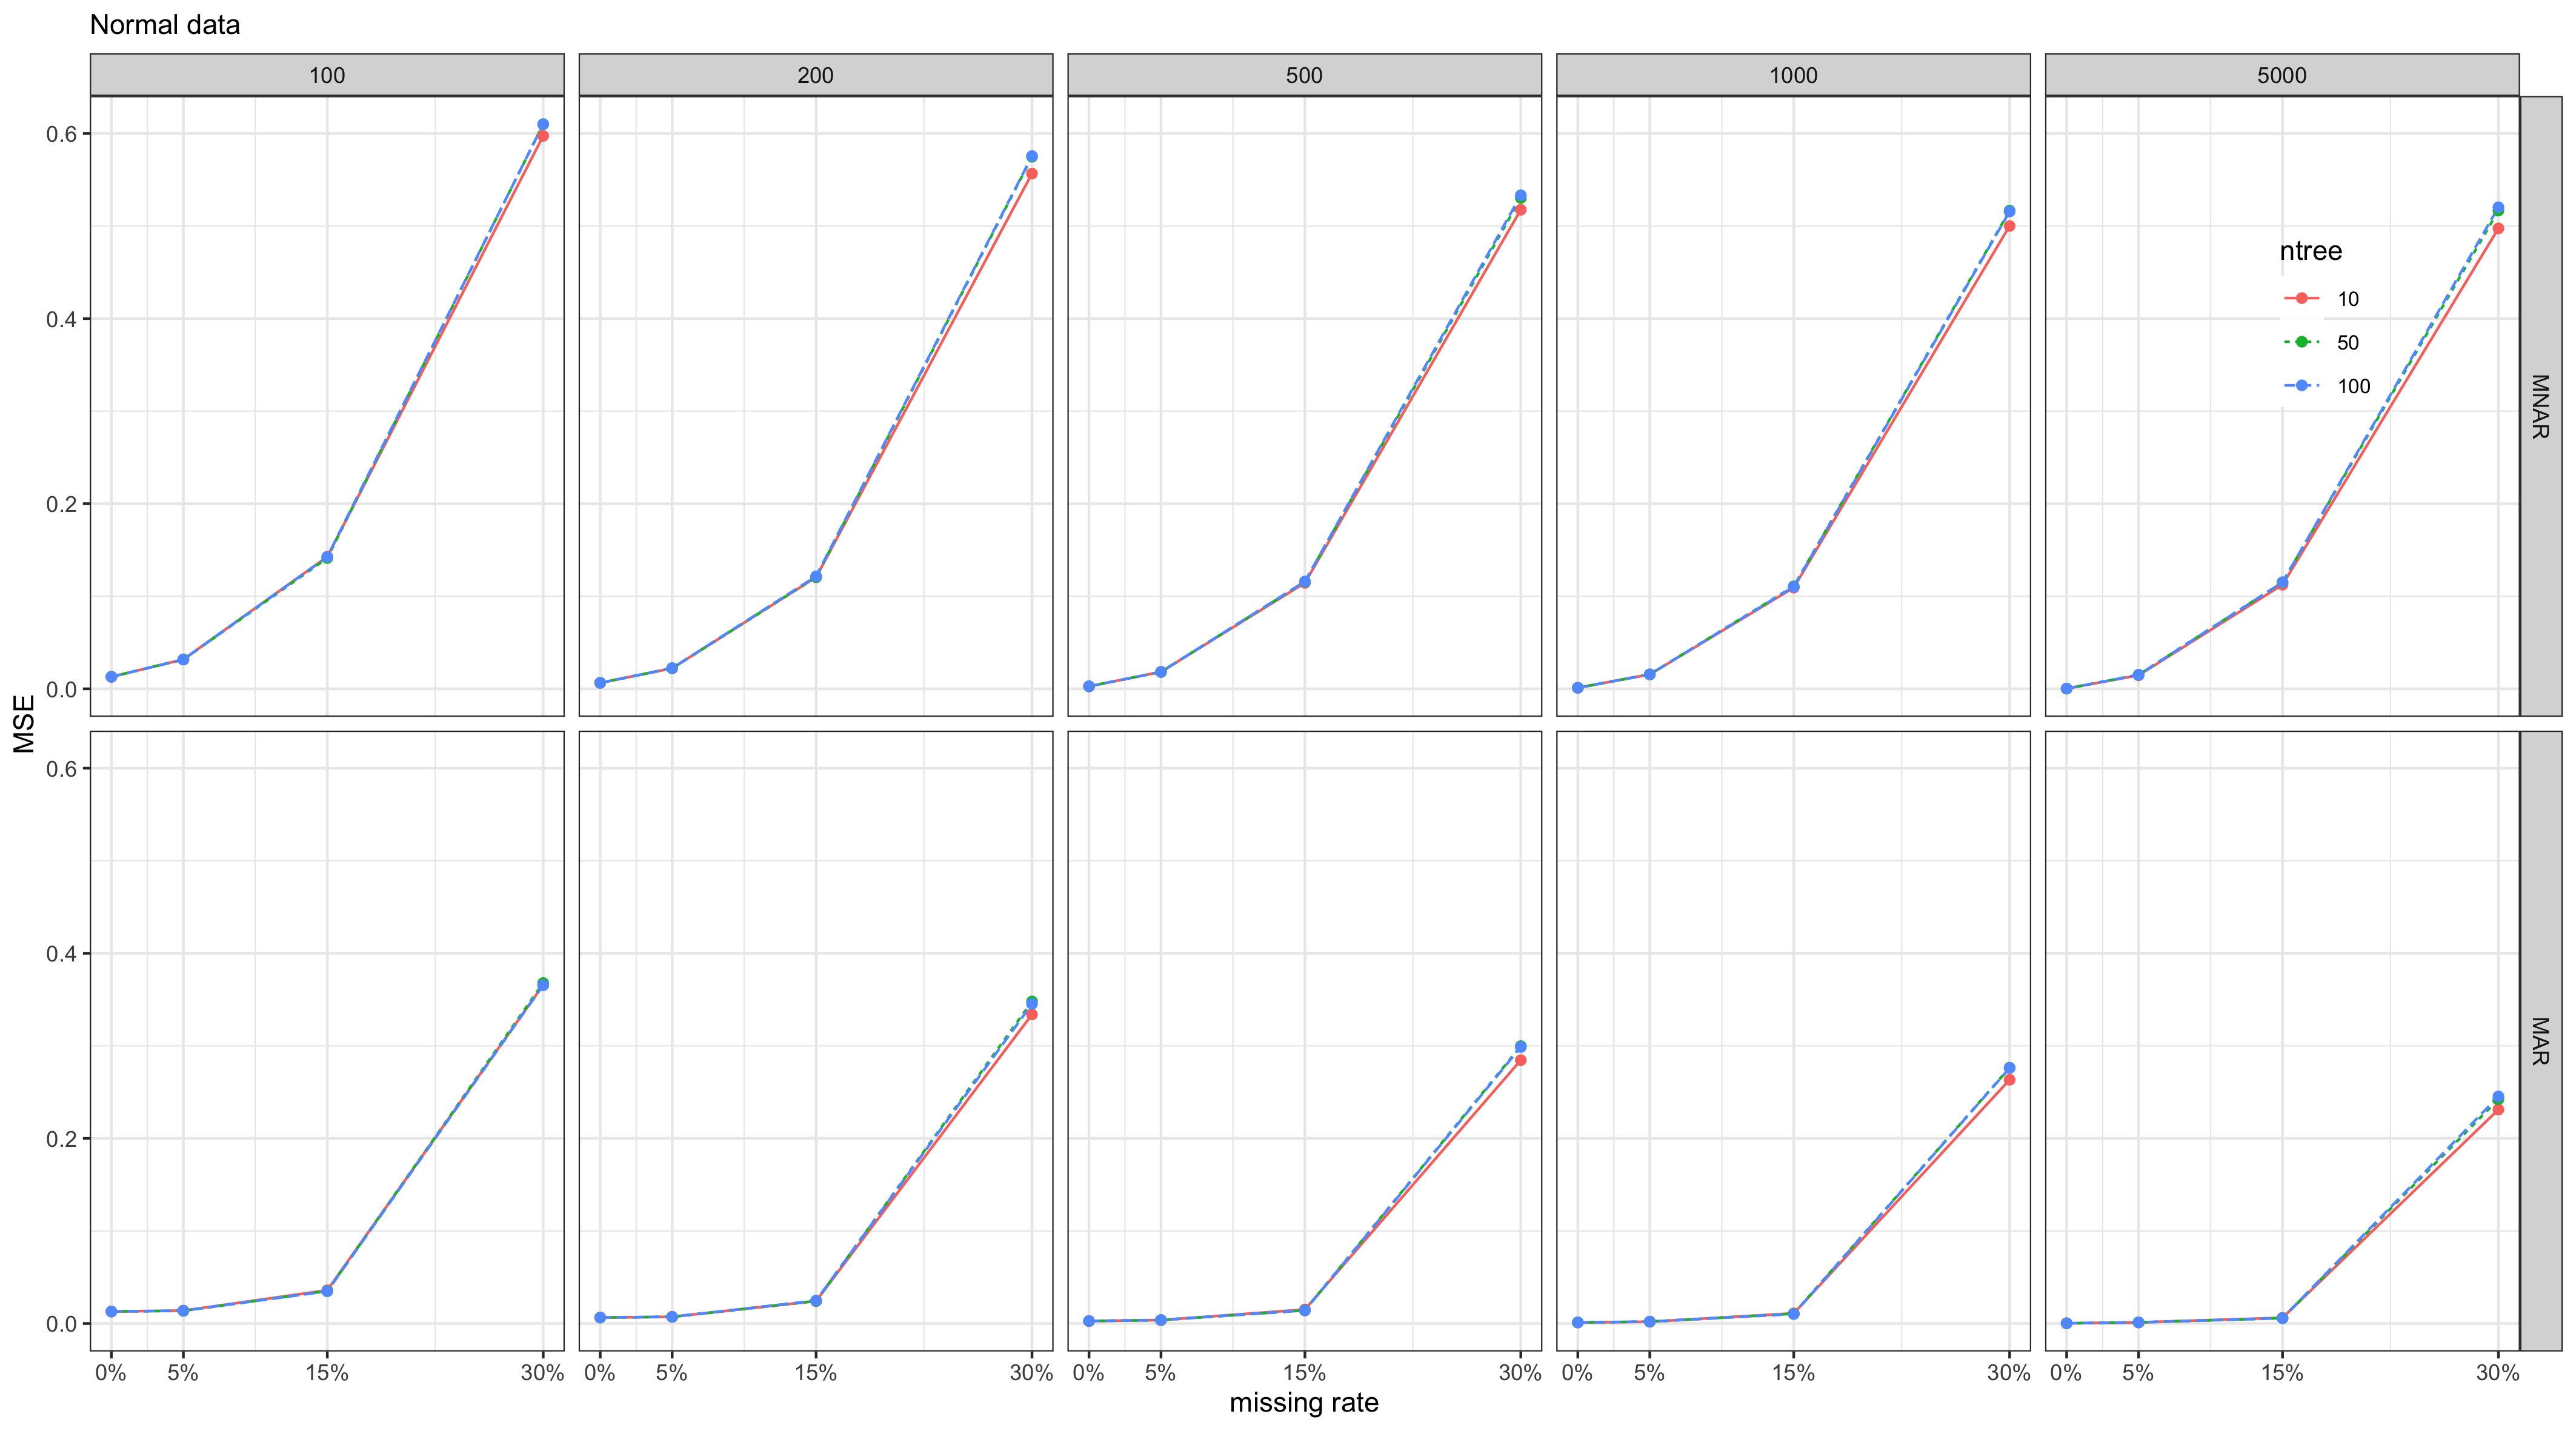 Normal data
100 200 500 1000 5000
MNAR
0.6
0.4
0.2
0.0
ntree
10
50
100
MSE
MAR
0.6
0.4
0.2
0.0
0% 5% 15% 30% 0% 5% 15% 30% 0% 5% 15% 30% 0% 5% 15% 30% 0% 5% 15% 30%
missing rate